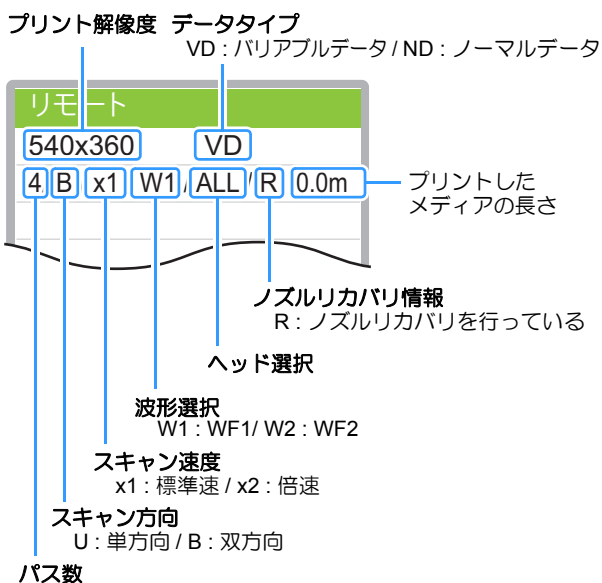 プリント解像度 データタイプ
VD : バリアブルデータ / ND : ノーマルデータ
リモート
540x360 VD
4/ B x1 W1 / ALL / R 0.0m
プリントした
メディアの長さ
ノズルリカバリ情報
R : ノズルリカバリを行っている
ヘッド選択
波形選択
W1 : WF1/ W2 : WF2
スキャン速度
x1 : 標準速 / x2 : 倍速
スキャン方向
U : 単方向 / B : 双方向
パス数